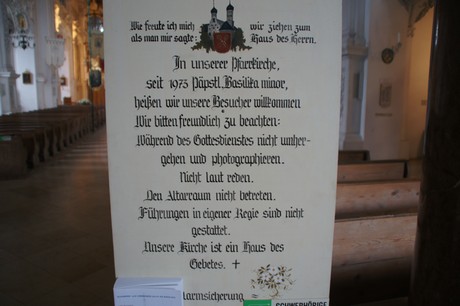 Wie freute ich mich wir ziehen zum
als man mir sagte: Haus des Herrn.
In unserer Pfarrkirche,
seit 1975 Päpstl. Basilika minor,
heißen wir unsere Besucher willkommen
Wir bitten freundlich zu beachten:
Während des Gottesdienstes nicht umher-
gehen und photographieren.
Nicht laut reden.
Den Altarraum nicht betreten.
Führungen in eigener Regie sind nicht
gestattet.
Unsere Kirche ist ein Haus des
Gebetes. +
larmsicherung
SCHWERHÖRIGE